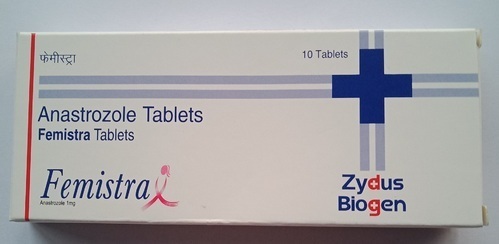 फेमीस्ट्रा
10 Tablets
Anastrozole Tablets
Femistra Tablets
Femistra
Anastrozole 1mg
Zydus
Biogen